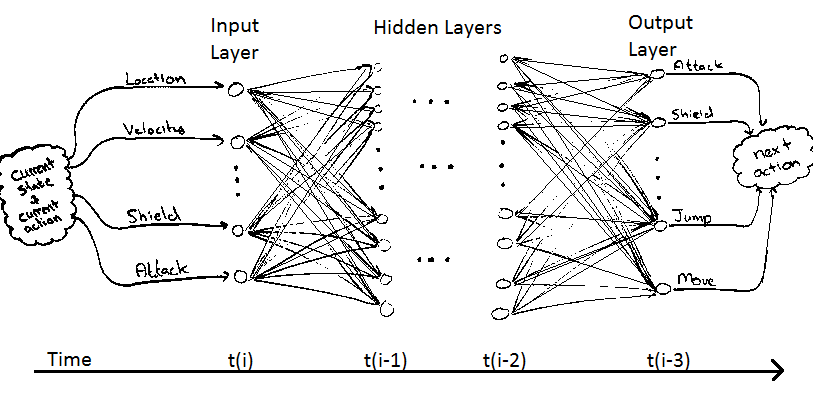 Input
Layer
Hidden Layers
Output
Layer
Location
Velocity
Shield
Attack
Current
state
&
current
action
Attack
Shield
Jump
Move
next
action
Time
t(i)
t(i-1)
t(i-2)
t(i-3)